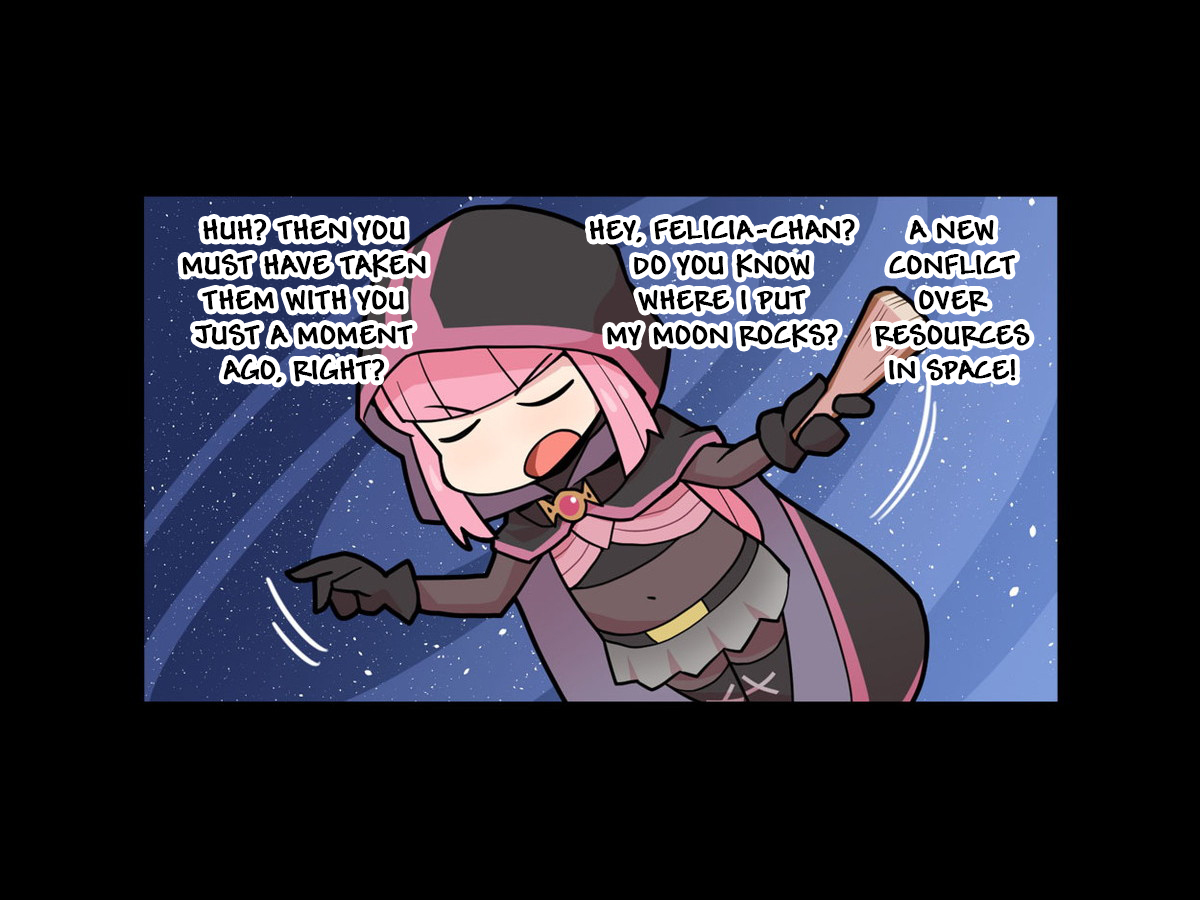 A NEW
CONFLICT
OVER
RESOURCES
IN SPACE!
HEY, FELICIA-CHAN?
DO YOU KNOW
WHERE I PUT
MY MOON ROCKS?
HUH? THEN YOU
MUST HAVE TAKEN
THEM WITH YOU
JUST A MOMENT
AGO, RIGHT?